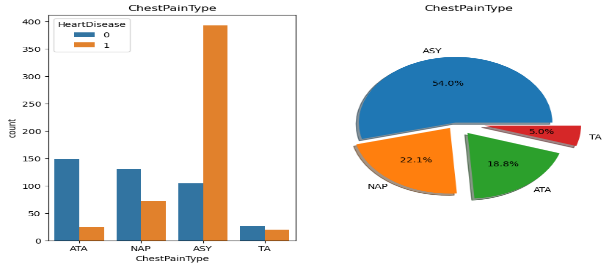 ChestPainType
HeartDisease
0
1
400
350
300
250
200
150
100
50
0
count
ATA NAP ASY TA
ChestPainType
ChestPainType
ASY
54.0%
5.0%
TA
22.1%
18.8%
NAP
ATA